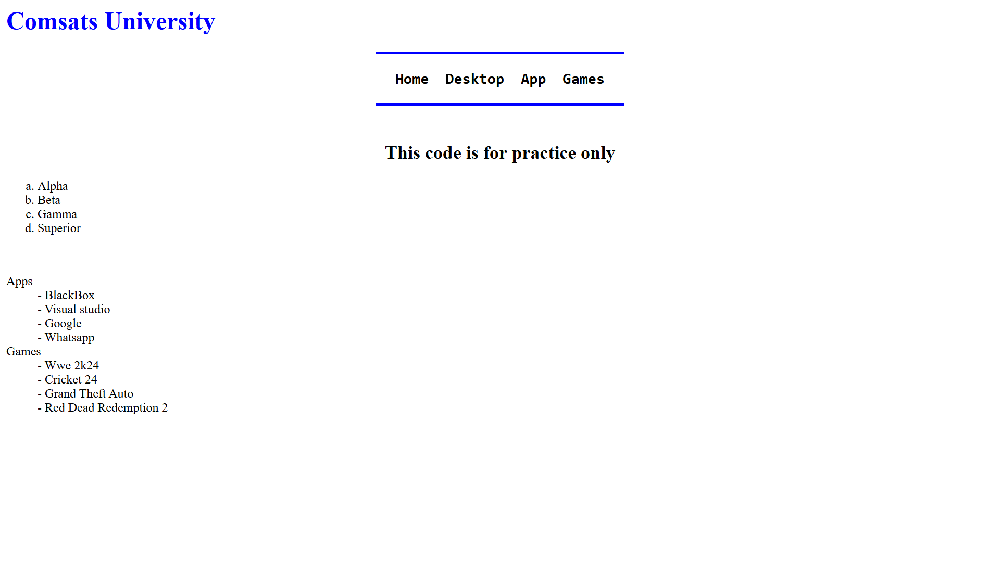 Comsats University
Home Desktop App Games
This code is for practice only
a. Alpha
b. Beta
c. Gamma
d. Superior
Apps
- BlackBox
- Visual studio
- Google
- Whatsapp
Games
- Wwe 2k24
- Cricket 24
- Grand Theft Auto
- Red Dead Redemption 2